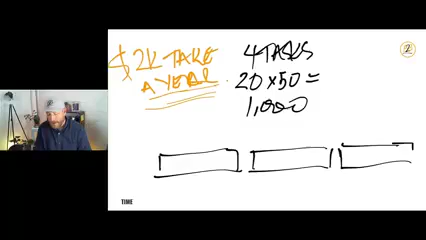 $2K TAKE
A YEAR.
4 TASKS
20 x 50 =
1,000
TIME